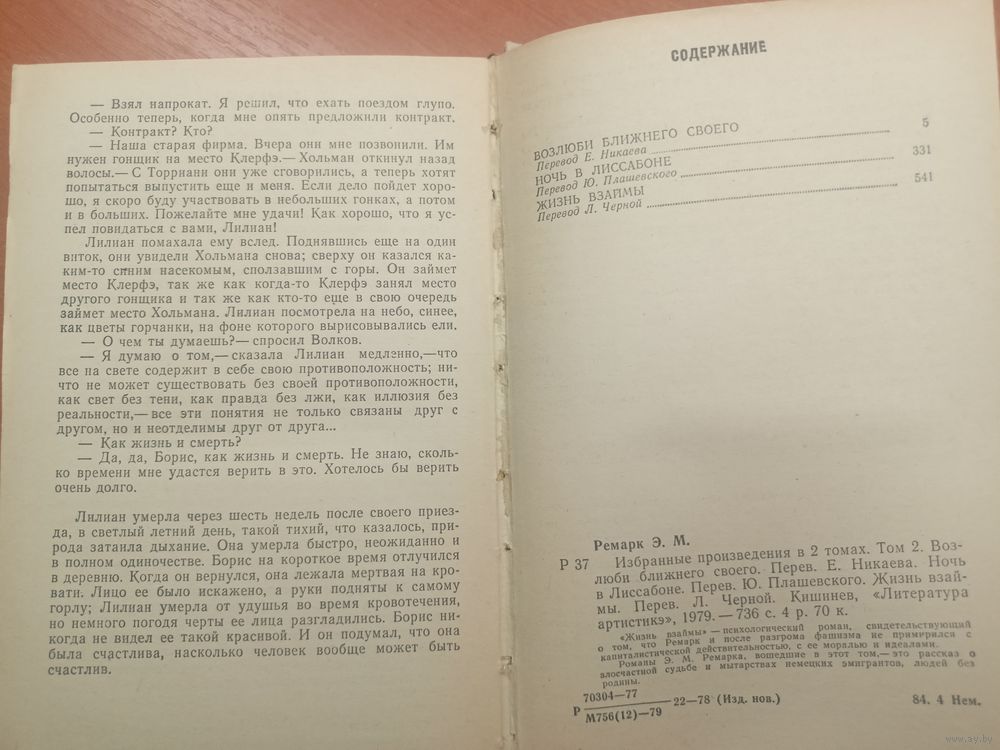 — Взял напрокат. Я решил, что ехать поездом глупо.
Особенно теперь, когда мне опять предложили контракт.
— Контракт? Кто?
— Наша старая фирма. Вчера они мне позвонили. Им
нужен гонщик на место Клерфэ.— Хольман откинул назад
волосы.— С Торриани они уже сговорились, а теперь хотят
попытаться выпустить еще и меня. Если дело пойдет хоро-
шо, я скоро буду участвовать в небольших гонках, а потом
и в больших. Пожелайте мне удачи! Как хорошо, что я ус-
пел повидаться с вами, Лилиан!
Лилиан помахала ему вслед. Поднявшись еще на один
виток, они увидели Хольмана снова; сверху он казался ка-
ким-то синим насекомым, сползавшим с горы. Он займет
место Клерфэ, так же как когда-то Клерфэ занял место
другого гонщика и так же как кто-то еще в свою очередь
займет место Хольмана. Лилиан посмотрела на небо, синее,
как цветы горчанки, на фоне которого вырисовывались ели.
— О чем ты думаешь?— спросил Волков.
— Я думаю о том,— сказала Лилиан медленно,—что
все на свете содержит в себе свою противоположность; ни-
что не может существовать без своей противоположности,
как свет без тени, как правда без лжи, как иллюзия без
реальности,— все эти понятия не только связаны друг с
другом, но и неотделимы друг от друга...
— Как жизнь и смерть?
— Да, да, Борис, как жизнь и смерть. Не знаю, сколь-
ко времени мне удастся верить в это. Хотелось бы верить
очень долго.
Лилиан умерла через шесть недель после своего приез-
да, в светлый летний день, такой тихий, что казалось, при-
рода затаила дыхание. Она умерла быстро, неожиданно и
в полном одиночестве. Борис на короткое время отлучился
в деревню. Когда он вернулся, она лежала мертвая на кро-
вати. Лицо ее было искажено, а руки подняты к самому
горлу; Лилиан умерла от удушья во время кровотечения,
но немного погодя черты ее лица разгладились. Борис ни-
когда не видел ее такой красивой. И он подумал, что она
была счастлива, насколько человек вообще может быть
счастлив.
СОДЕРЖАНИЕ
ВОЗЛЮБИ БЛИЖНЕГО СВОЕГО
Перевод Е. Никаева 5
НОЧЬ В ЛИССАБОНЕ
Перевод Ю. Плашевского 331
ЖИЗНЬ ВЗАЙМЫ
Перевод Л. Черной 541
Ремарк Э. М.
Р 37 Избранные произведения в 2 томах. Том 2. Воз-
люби ближнего своего. Перев. Е. Никаева. Ночь
в Лиссабоне. Перев. Ю. Плашевского. Жизнь взай-
мы. Перев. Л. Черной. Кишинев, «Литература
артистикэ», 1979. — 736 с. 4 р. 70 к.
«Жизнь взаймы» — психологический роман, свидетельствующий
о том, что Ремарк и после разгрома фашизма не примирился с
капиталистической действительностью, с ее моралью и идеалами.
Романы Э. М. Ремарка, вошедшие в этот том,— это рассказ о
злосчастной судьбе и мытарствах немецких эмигрантов, людей без
родины.
Р 70304—77
М756(12)—79 22—78 (Изд. нов.) 84. 4 Нем.
www.ay.by